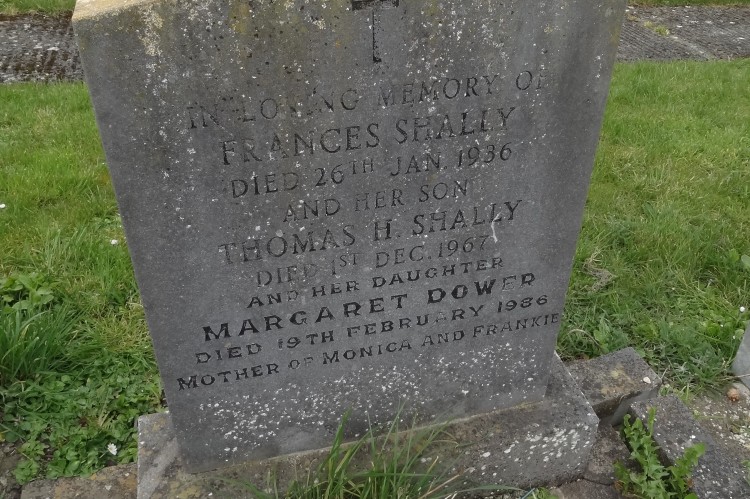 IN LOVING MEMORY OF
FRANCES SHALLY
DIED 26TH JAN. 1936
AND HER SON
THOMAS H. SHALLY
DIED 1ST DEC. 1967
AND HER DAUGHTER
MARGARET DOWER
DIED 19TH FEBRUARY 1986
MOTHER OF MONICA AND FRANKIE